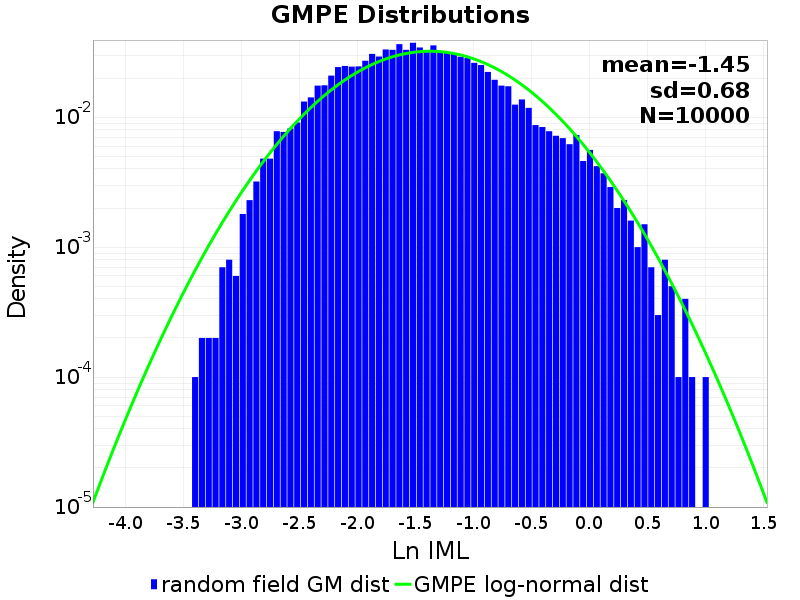 GMPE Distributions
mean=-1.45
sd=0.68
N=10000
10-2
10-3
10-4
10-5
Density
-4.0 -3.5 -3.0 -2.5 -2.0 -1.5 -1.0 -0.5 0.0 0.5 1.0 1.5
Ln IML
random field GM dist GMPE log-normal dist